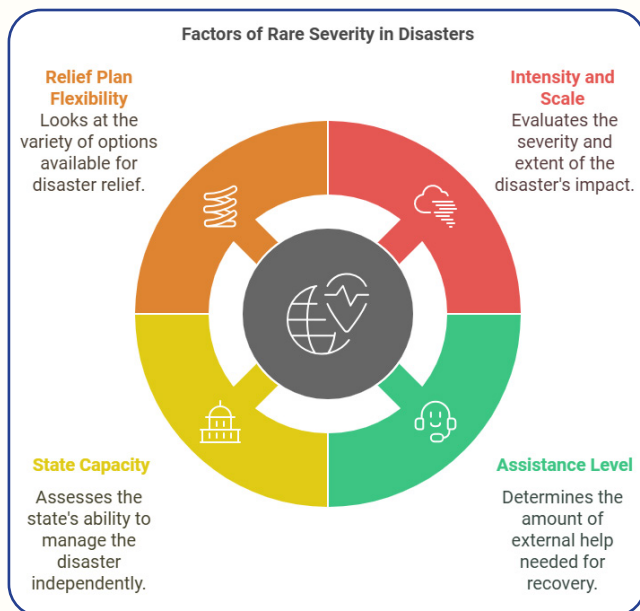 Factors of Rare Severity in Disasters
Relief Plan
Flexibility
Looks at the
variety of options
available for
disaster relief.
Intensity and
Scale
Evaluates the
severity and
extent of the
disaster's impact.
State Capacity
Assesses the
state's ability to
manage the
disaster
independently.
Assistance Level
Determines the
amount of
external help
needed for
recovery.